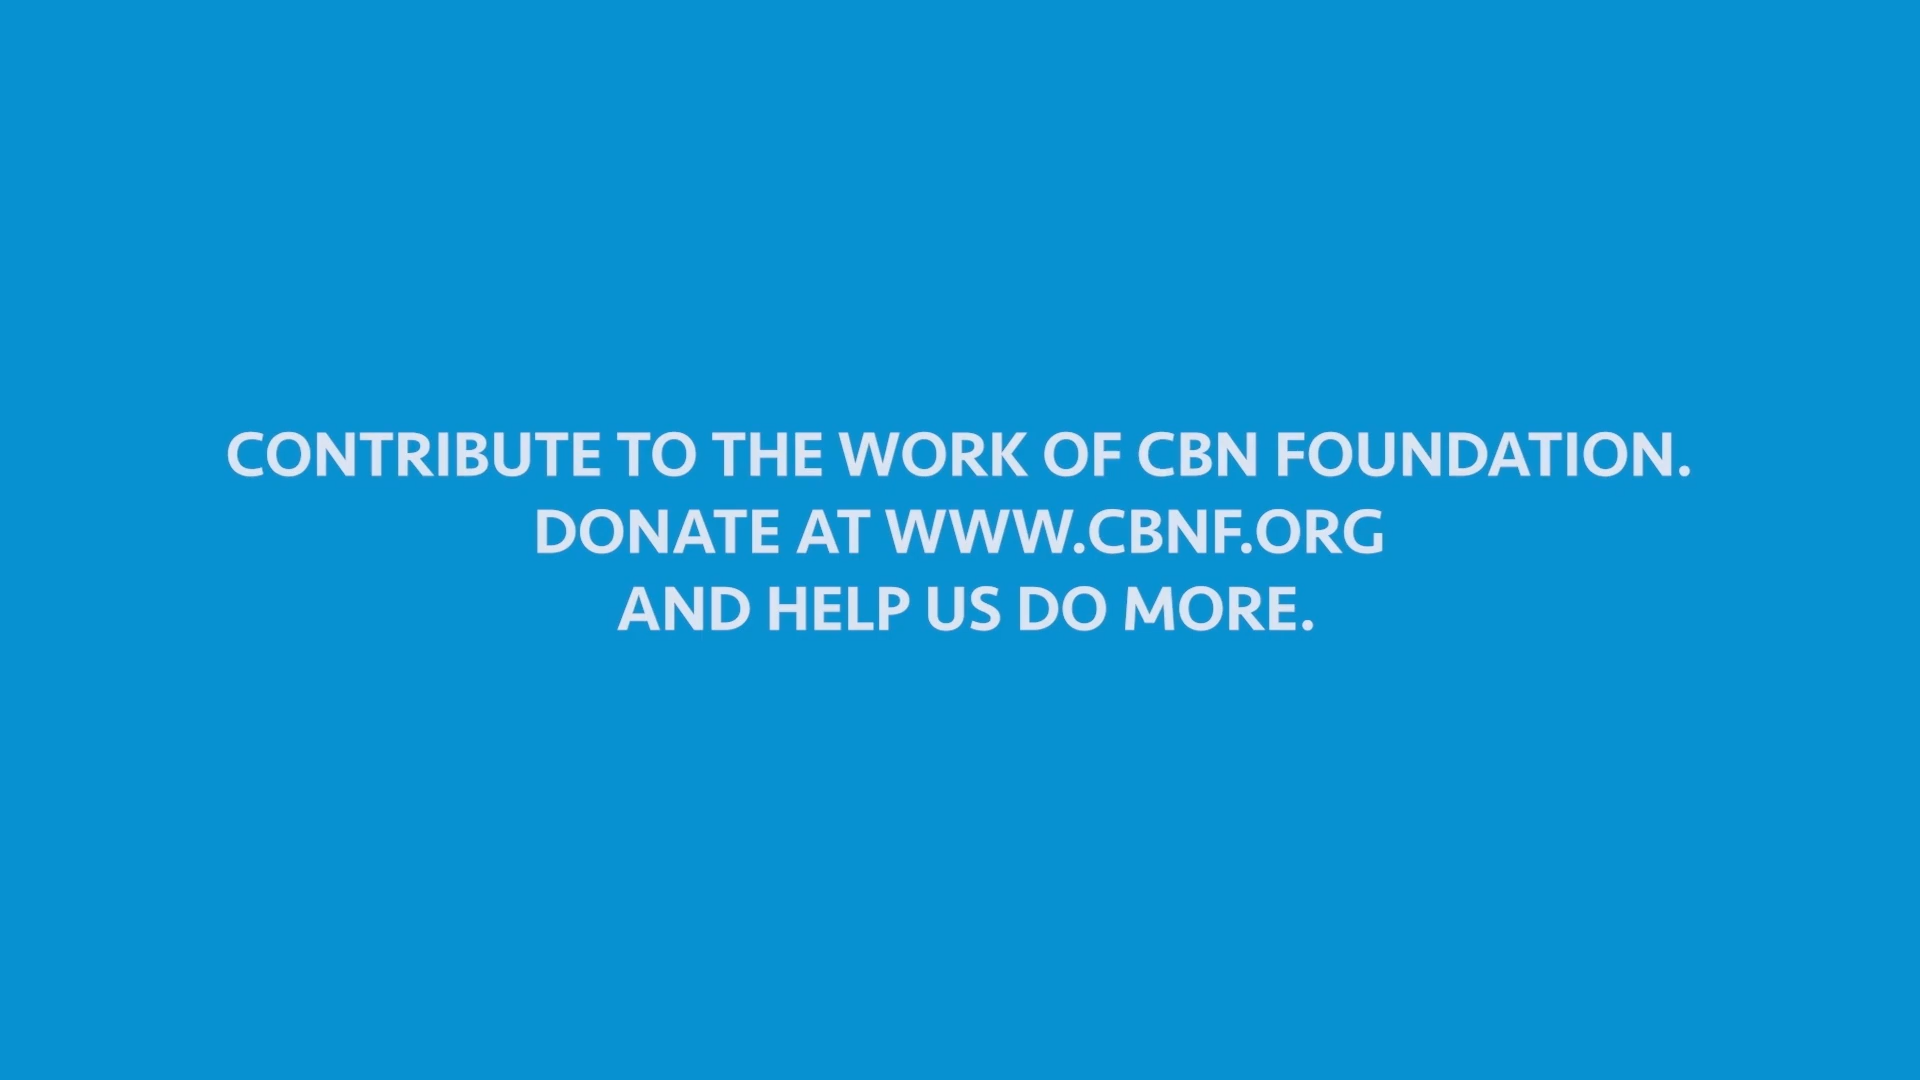 CONTRIBUTE TO THE WORK OF CBN FOUNDATION.
DONATE AT WWW.CBNF.ORG
AND HELP US DO MORE.